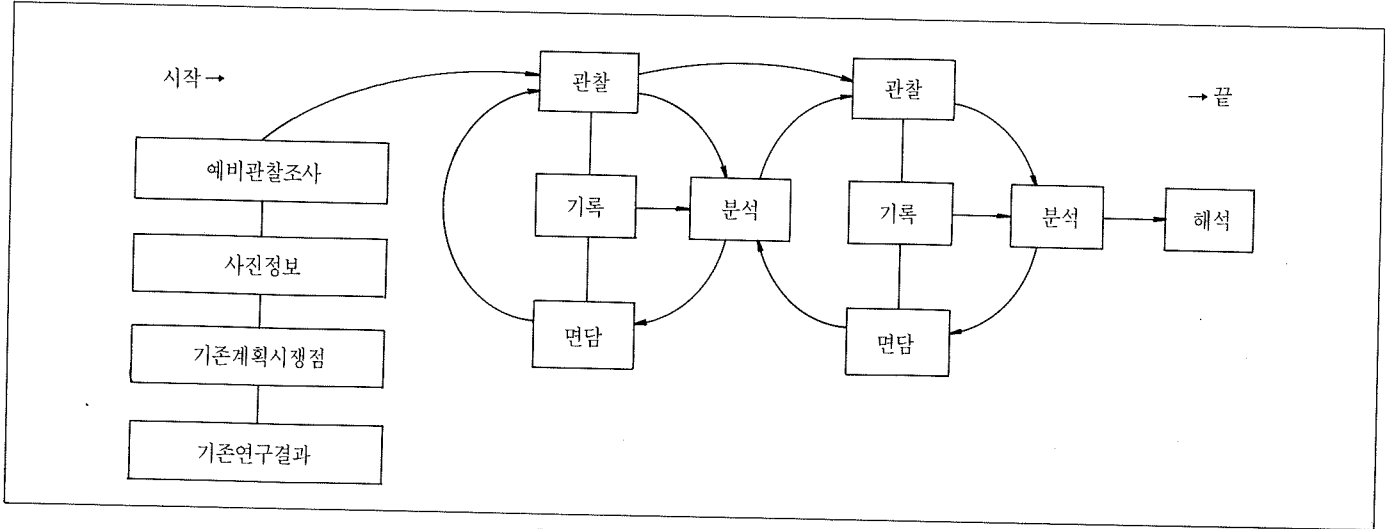 시작→
→끝
예비관찰조사
사진정보
기존계획시쟁점
기존연구결과
관찰
기록
면담
분석
관찰
기록
면담
분석
해석